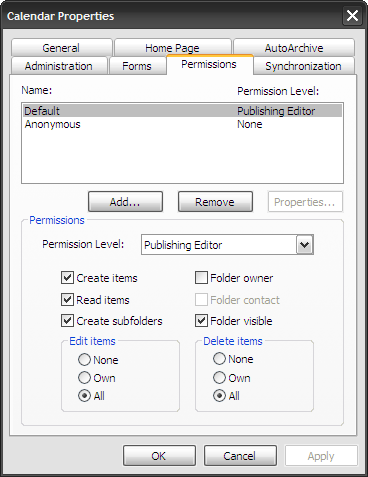 Calendar Properties
General Home Page AutoArchive
Administration Forms Permissions Synchronization
Name: Permission Level:
Default Publishing Editor
Anonymous None
Add... Remove Properties...
Permissions
Permission Level: Publishing Editor
Create items Folder owner
Read items Folder contact
Create subfolders Folder visible
Edit items Delete items
None None
Own Own
All All
OK Cancel Apply